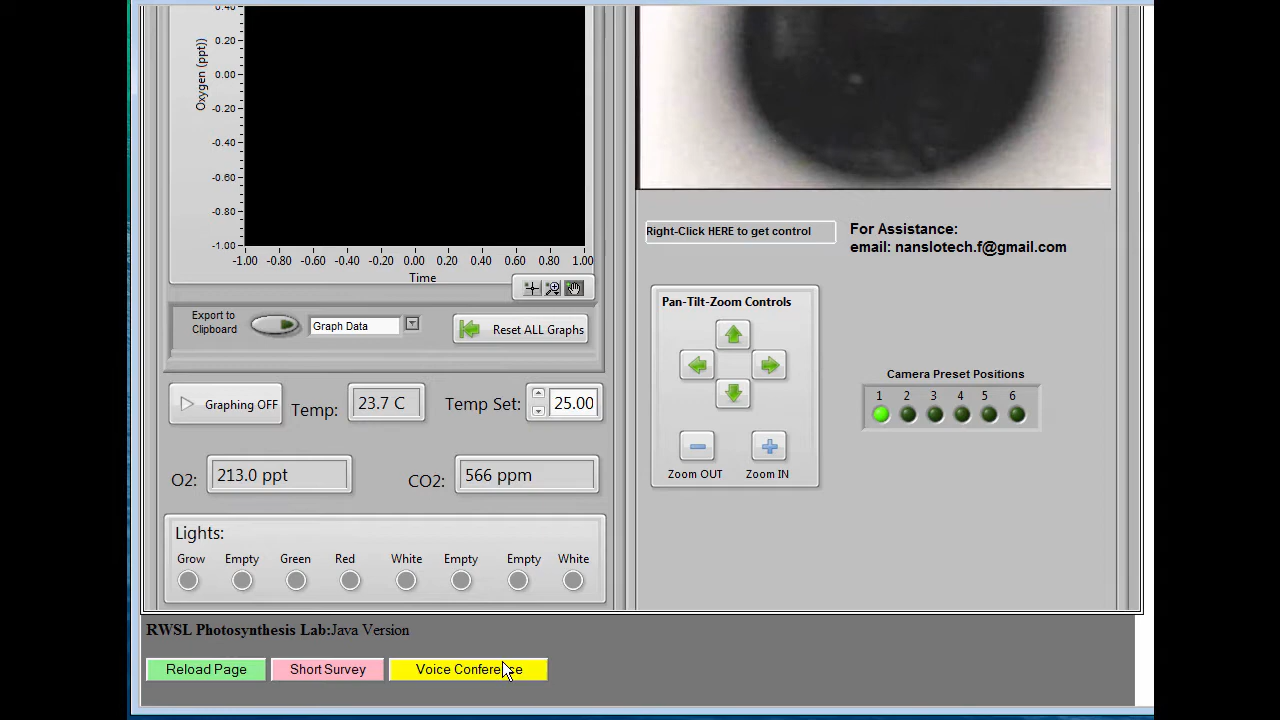 0.40
0.20
0.00
-0.20
-0.40
-0.60
-0.80
-1.00
Oxygen (ppt))
-1.00 -0.80 -0.60 -0.40 -0.20 0.00 0.20 0.40 0.60 0.80 1.00
Time
Export to
Clipboard
Graph Data
Reset ALL Graphs
Graphing OFF
Temp:
23.7 C
Temp Set:
25.00
O2:
213.0 ppt
CO2:
566 ppm
Lights:
Grow Empty Green Red White Empty Empty White
Right-Click HERE to get control
For Assistance:
email: nanslotech.f@gmail.com
Pan-Tilt-Zoom Controls
Zoom OUT Zoom IN
Camera Preset Positions
1 2 3 4 5 6
RWSL Photosynthesis Lab:Java Version
Reload Page
Short Survey
Voice Conference